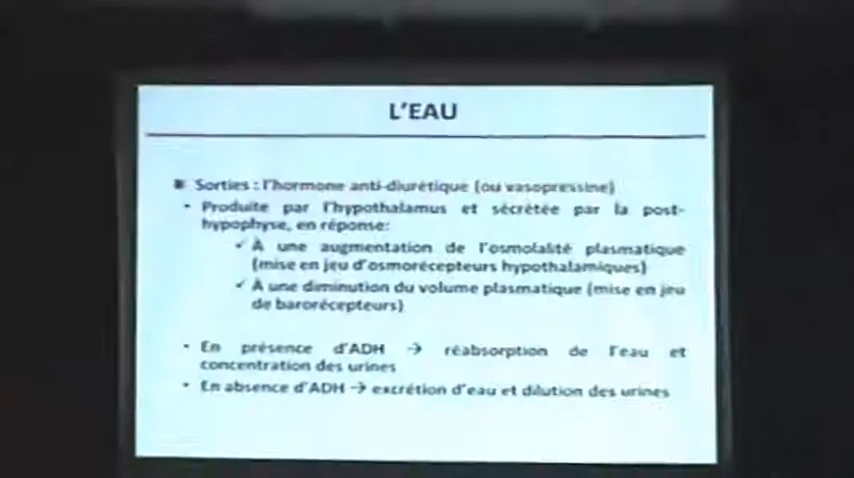 L'EAU
▪ Sorties : l'hormone anti-diurétique (ou vasopressine)
• Produite par l'hypothalamus et sécrétée par la post-
hypophyse, en réponse:
✓ À une augmentation de l'osmolalité plasmatique
(mise en jeu d'osmorécepteurs hypothalamiques)
✓ À une diminution du volume plasmatique (mise en jeu
de barorécepteurs)
• En présence d'ADH → réabsorption de l'eau et
concentration des urines
• En absence d'ADH → excrétion d'eau et dilution des urines